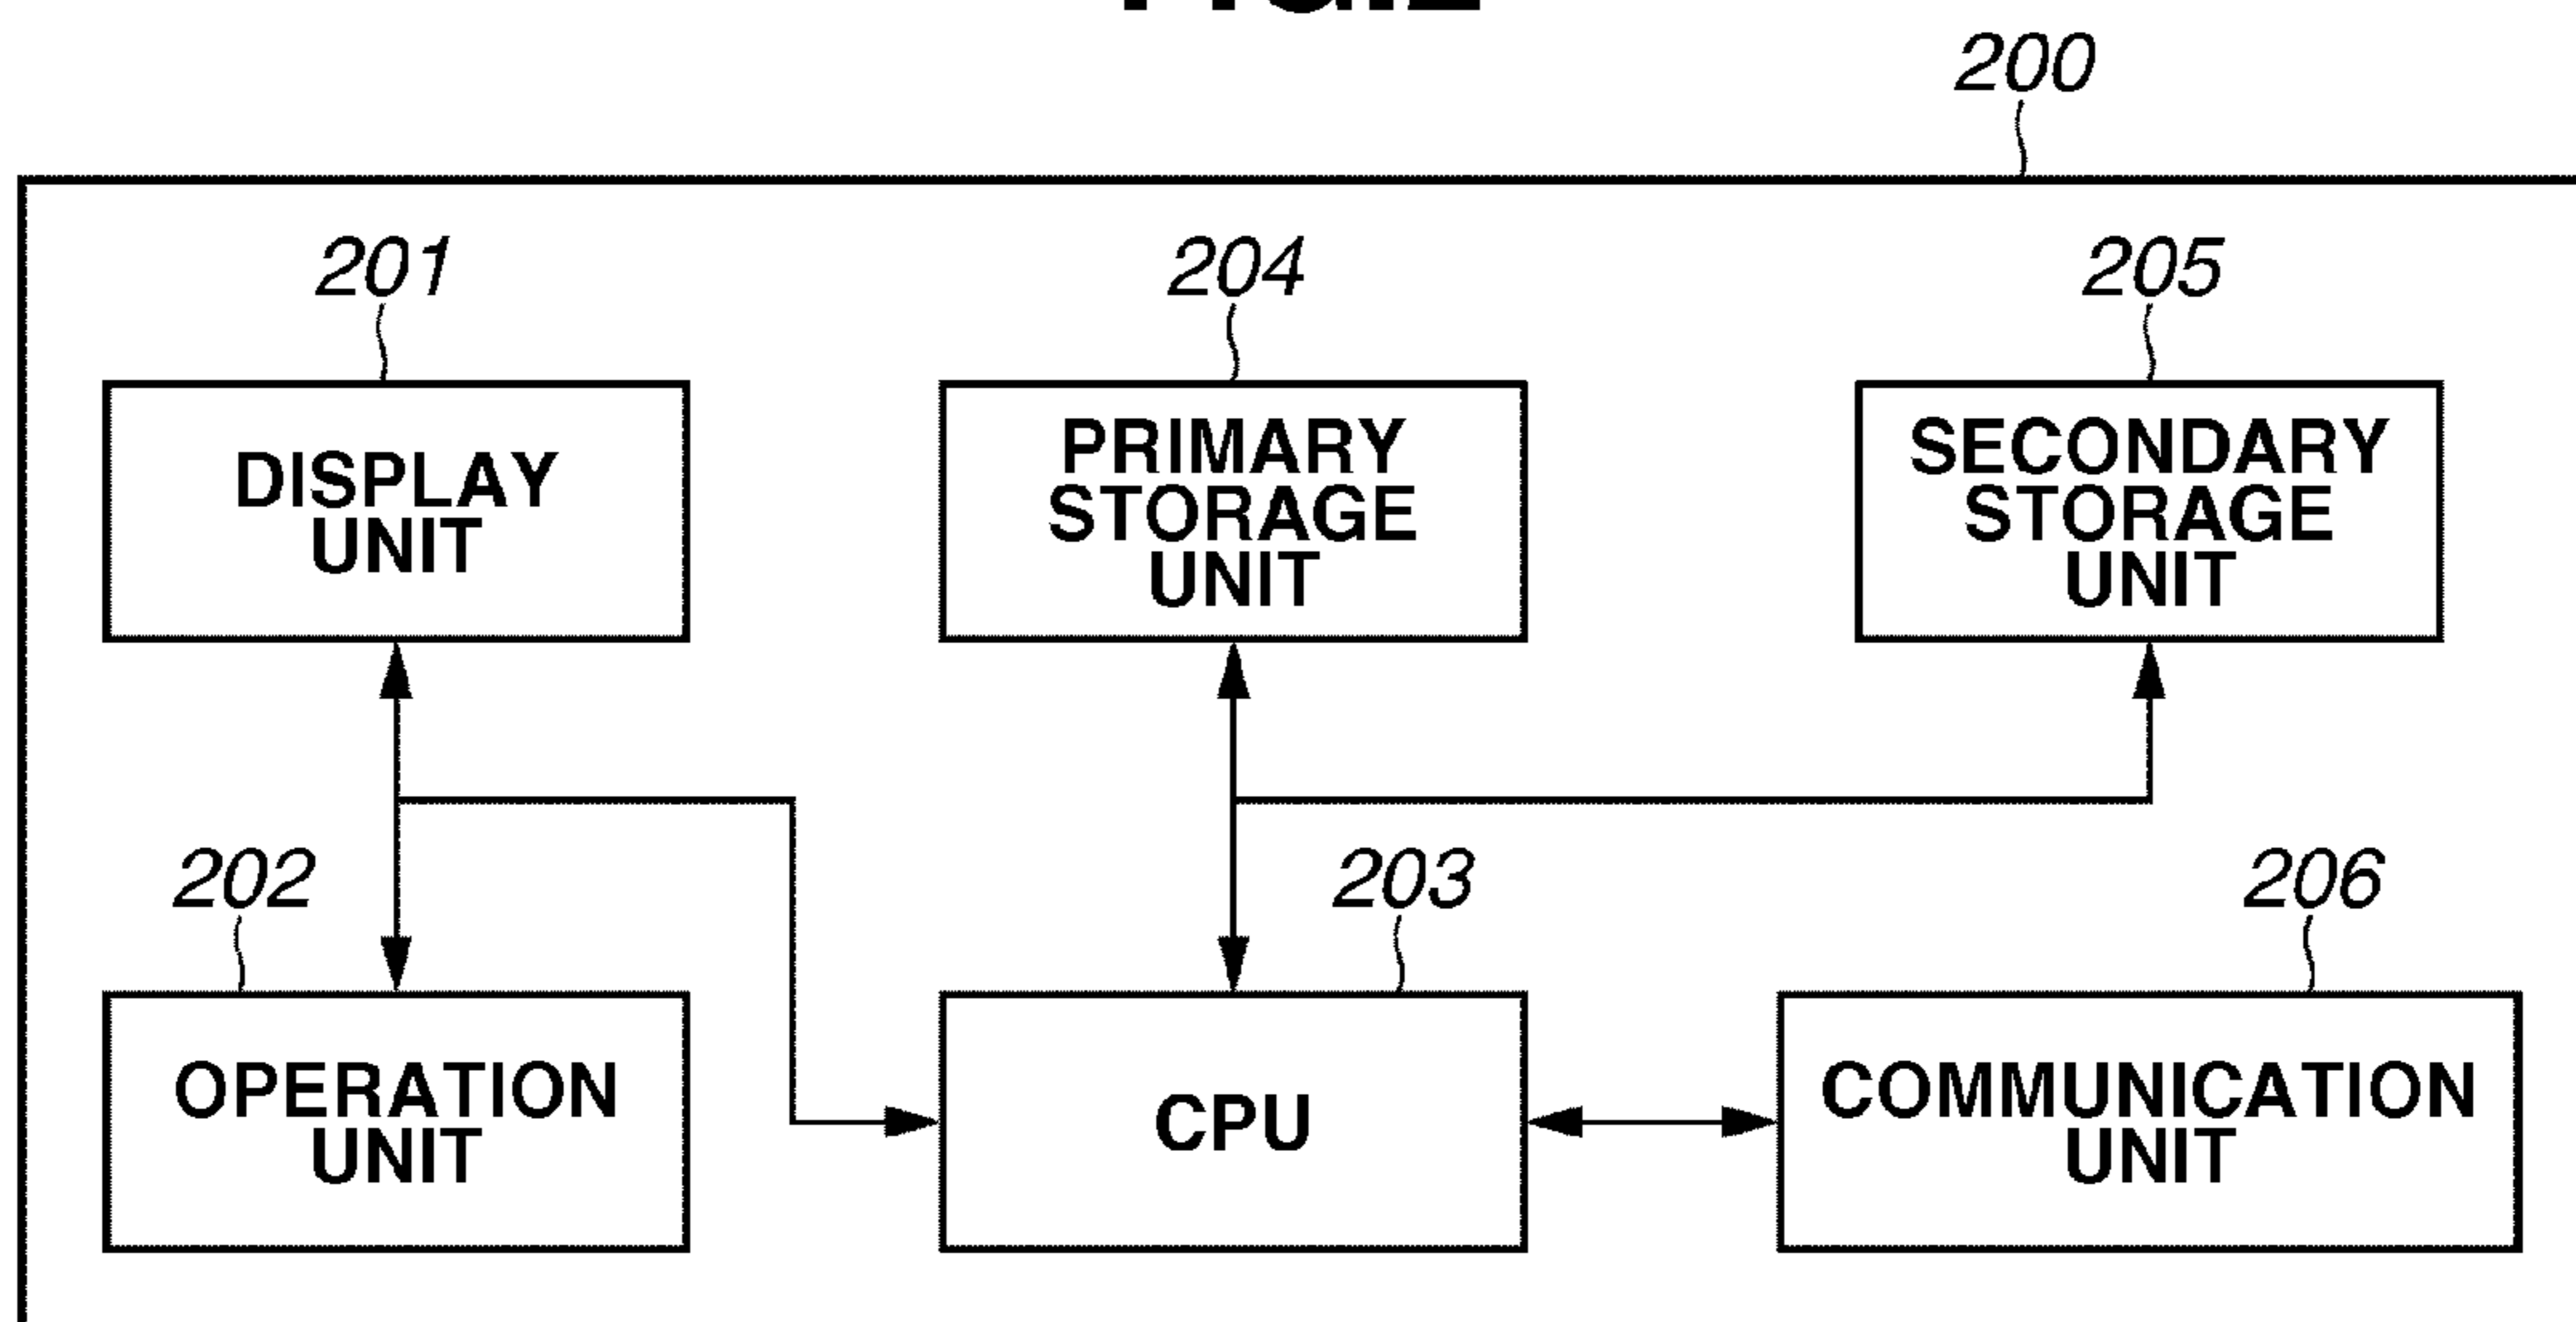 200
201
204
205
DISPLAY
UNIT
PRIMARY
STORAGE
UNIT
SECONDARY
STORAGE
UNIT
202
203
206
OPERATION
UNIT
CPU
COMMUNICATION
UNIT